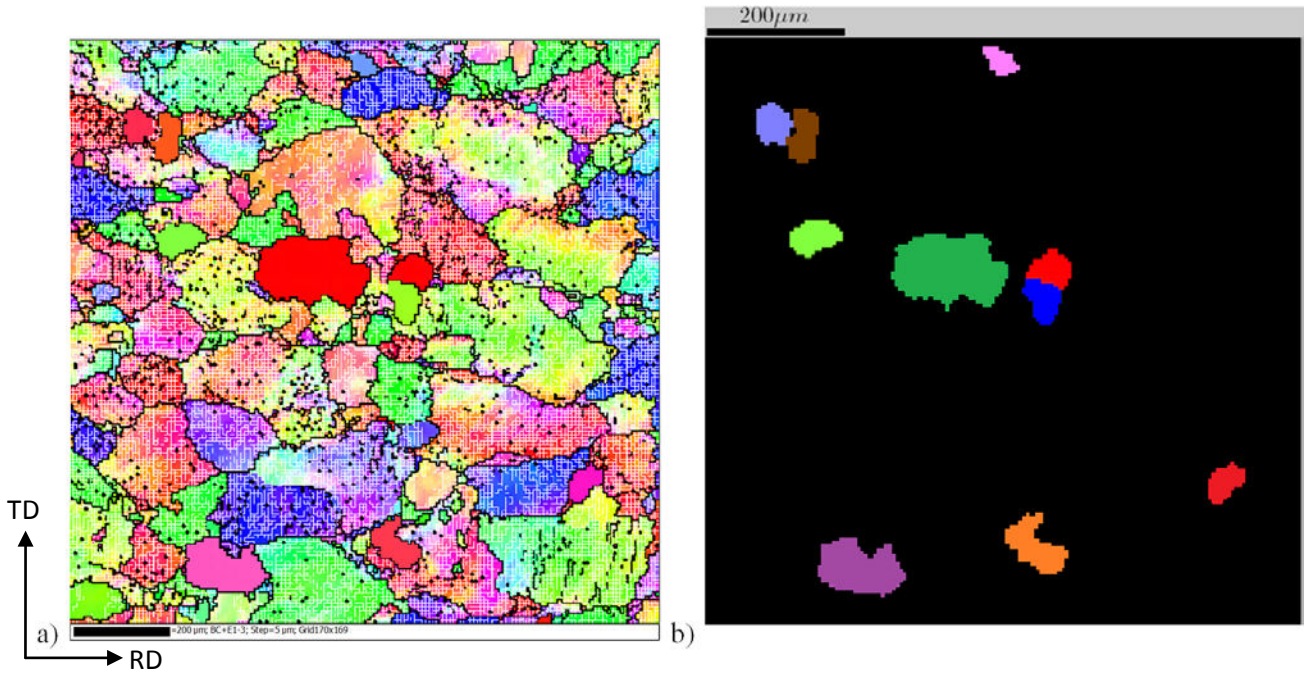 200μm
TD
a)
=200 μm; BC+E1-3; Step=5 μm; Grid170x169
b)
RD